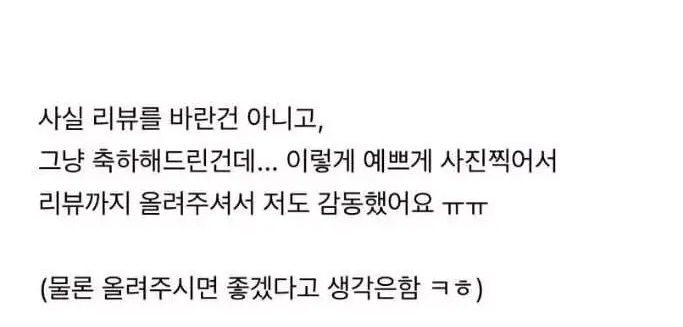 사실 리뷰를 바란건 아니고,
그냥 축하해드린건데... 이렇게 예쁘게 사진찍어서
리뷰까지 올려주셔서 저도 감동했어요 ㅠㅠ
(물론 올려주시면 좋겠다고 생각은함 ㅋㅎ)